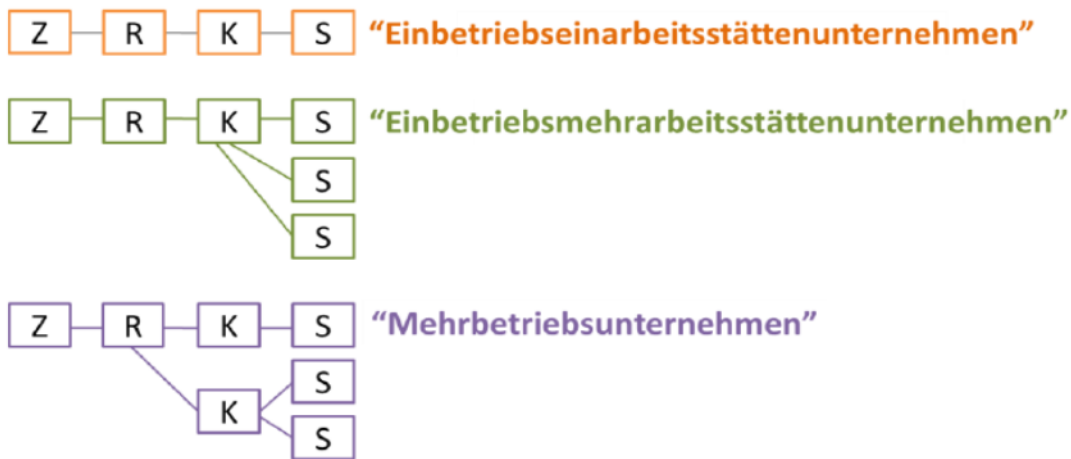 Z R K S “Einbetriebseinarbeitsstättenunternehmen”
Z R K S “Einbetriebsmehrarbeitsstättenunternehmen”
S
S
Z R K S “Mehrbetriebsunternehmen”
S
K
S